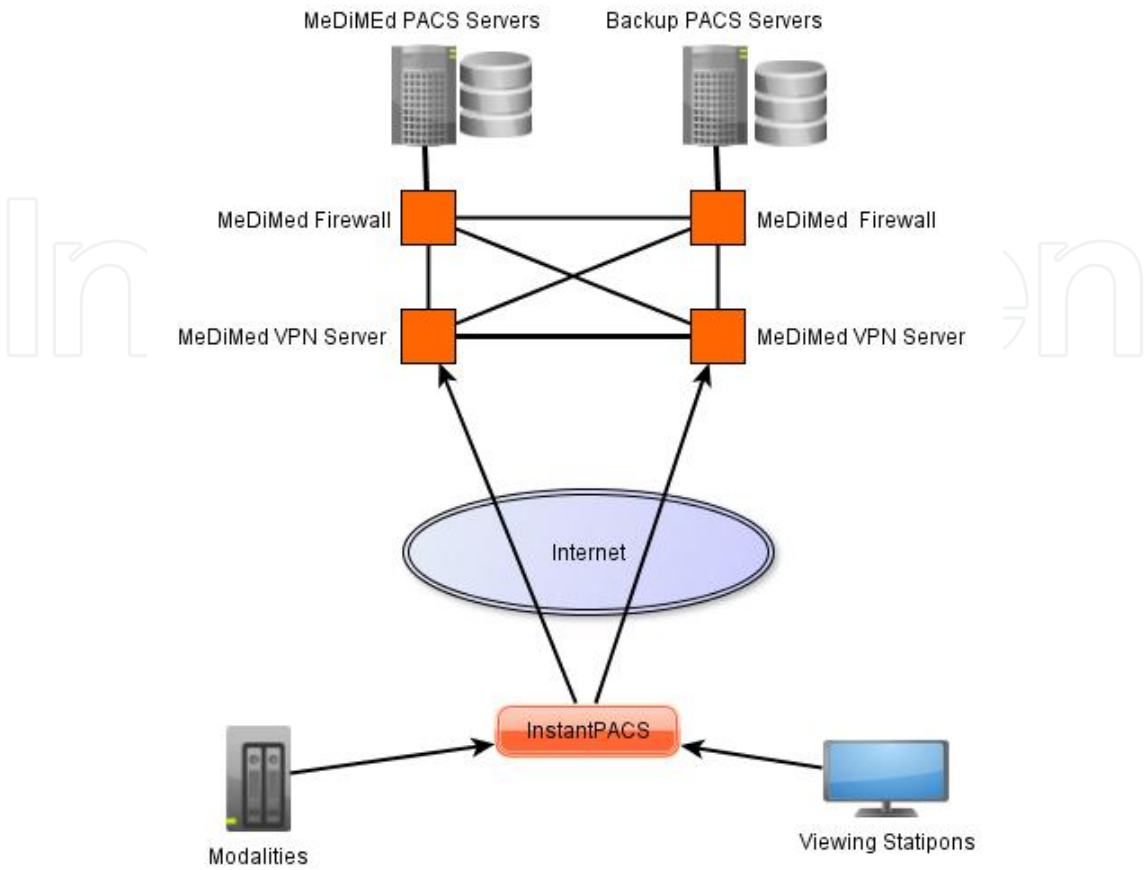 MeDiMEd PACS Servers
Backup PACS Servers
MeDiMed Firewall
MeDiMed Firewall
MeDiMed VPN Server
MeDiMed VPN Server
Internet
InstantPACS
Modalities
Viewing Statipons